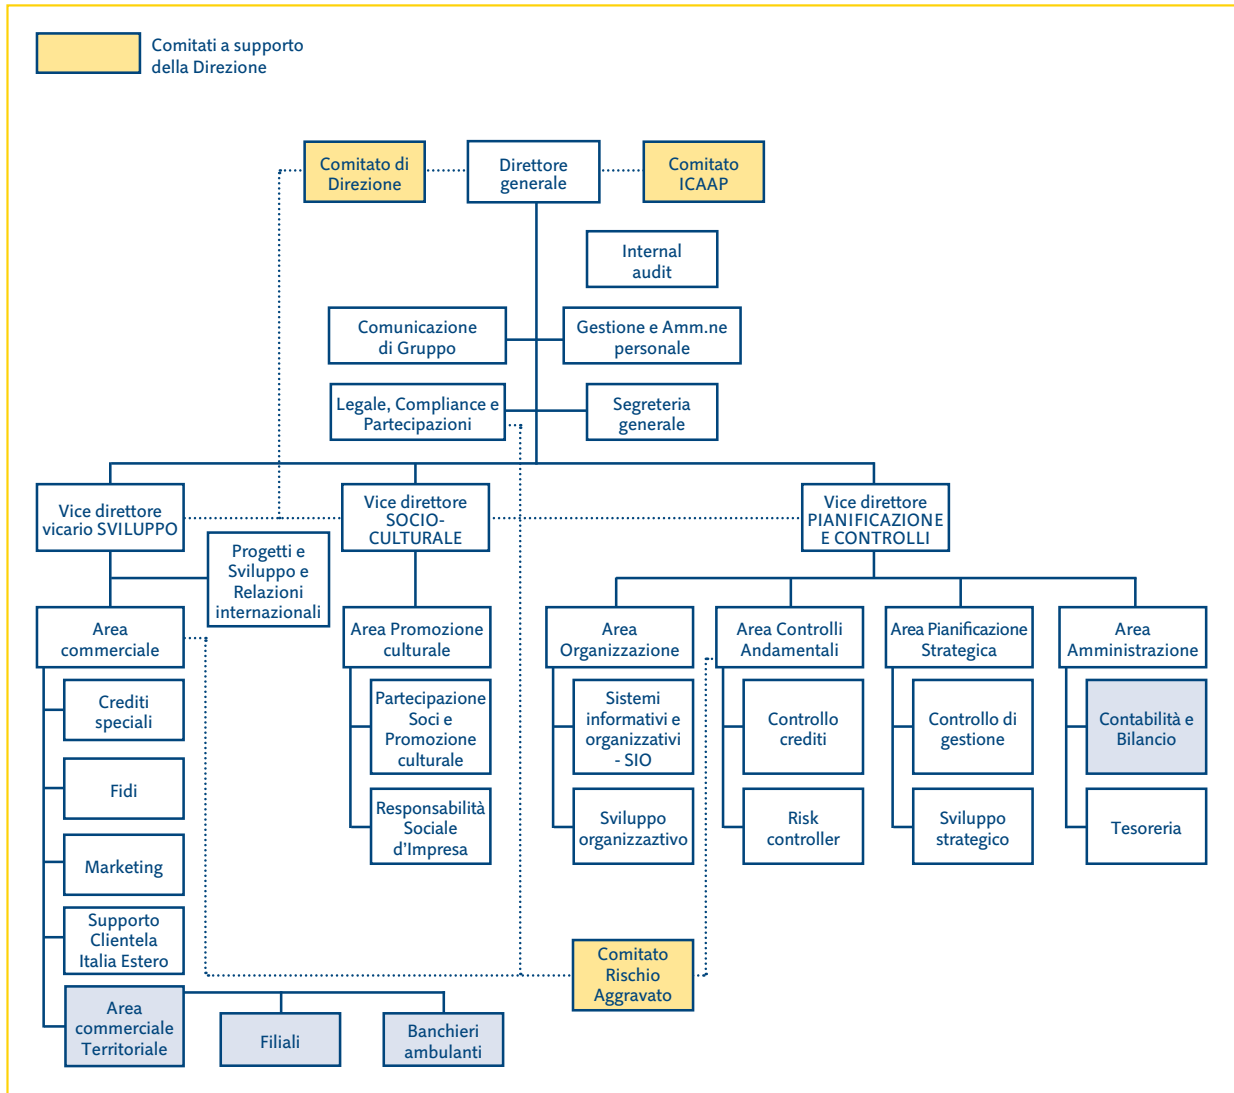 Comitati a supporto
della Direzione
Comitato di
Direzione
Direttore
generale
Comitato
ICAAP
Internal
audit
Comunicazione
di Gruppo
Gestione e Amm.ne
personale
Legale, Compliance e
Partecipazioni
Segreteria
generale
Vice direttore
vicario SVILUPPO
Vice direttore
SOCIO-
CULTURALE
Vice direttore
PIANIFICAZIONE
E CONTROLLI
Progetti e
Sviluppo e
Relazioni
internazionali
Area
commerciale
Area Promozione
culturale
Area
Organizzazione
Area Controlli
Andamentali
Area Pianificazione
Strategica
Area
Amministrazione
Crediti
speciali
Partecipazione
Soci e
Promozione
culturale
Sistemi
informativi e
organizzativi
- SIO
Controllo
crediti
Controllo di
gestione
Contabilità e
Bilancio
Fidi
Responsabilità
Sociale
d'Impresa
Sviluppo
organizzaztivo
Risk
controller
Sviluppo
strategico
Tesoreria
Marketing
Supporto
Clientela
Italia Estero
Comitato
Rischio
Aggravato
Area
commerciale
Territoriale
Filiali
Banchieri
ambulanti